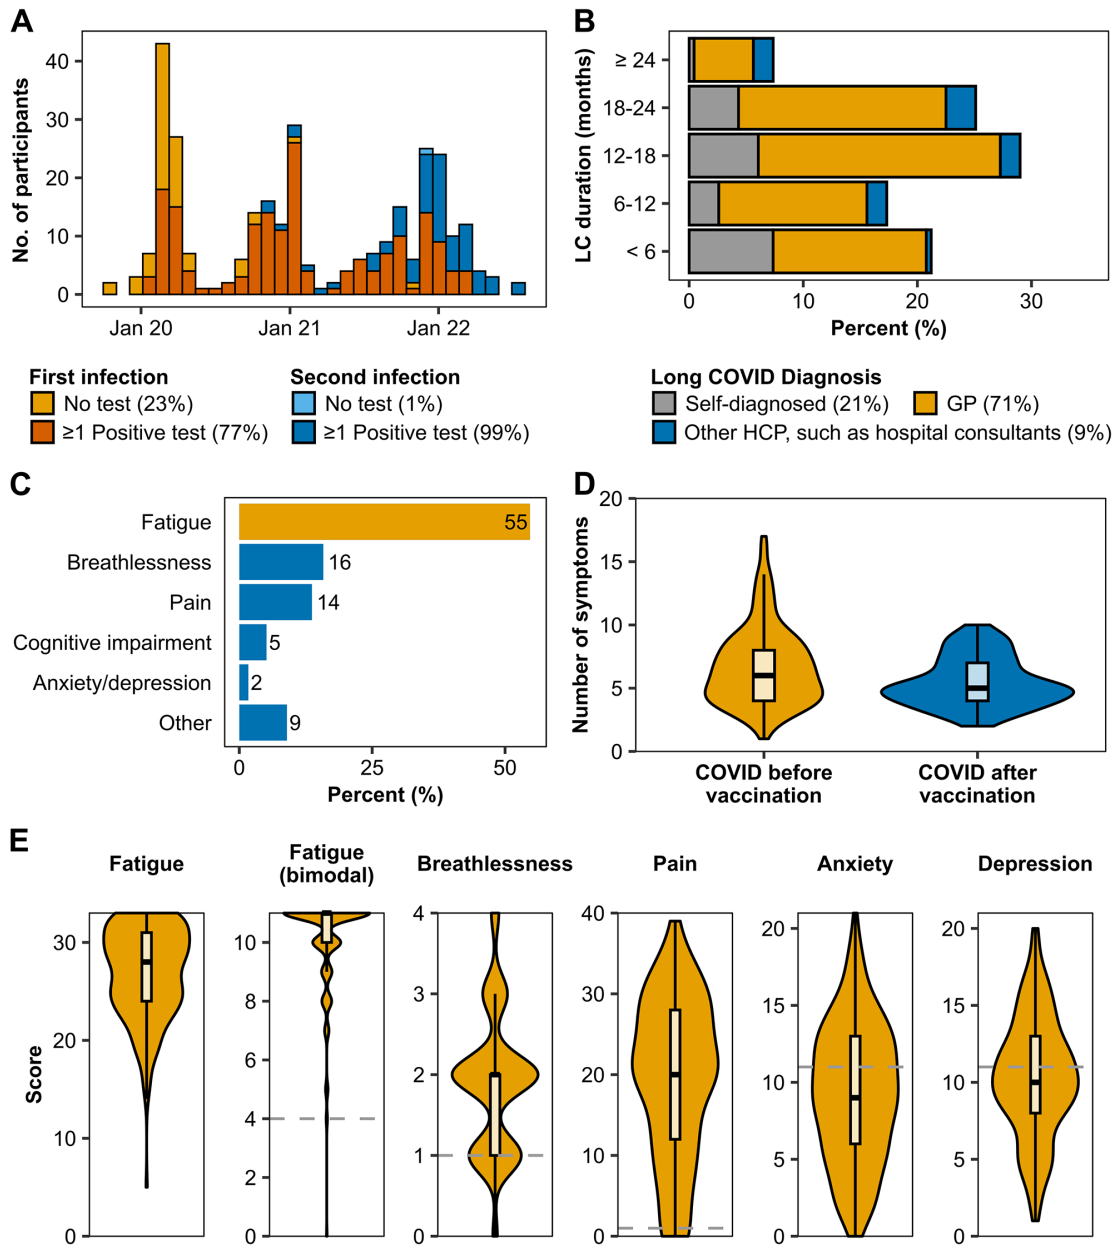 A
No. of participants
40
30
20
10
0
Jan 20
Jan 21
Jan 22
First infection
No test (23%)
≥1 Positive test (77%)
Second infection
No test (1%)
≥1 Positive test (99%)
B
LC duration (months)
≥ 24
18-24
12-18
6-12
< 6
0
10
20
30
Percent (%)
Long COVID Diagnosis
Self-diagnosed (21%)
GP (71%)
Other HCP, such as hospital consultants (9%)
C
Fatigue
55
Breathlessness
16
Pain
14
Cognitive impairment
5
Anxiety/depression
2
Other
9
0
25
50
Percent (%)
D
Number of symptoms
20
15
10
5
0
COVID before
vaccination
COVID after
vaccination
E
Score
Fatigue
30
20
10
0
Fatigue
(bimodal)
10
8
6
4
2
0
Breathlessness
4
3
2
1
0
Pain
40
30
20
10
0
Anxiety
20
15
10
5
0
Depression
20
15
10
5
0